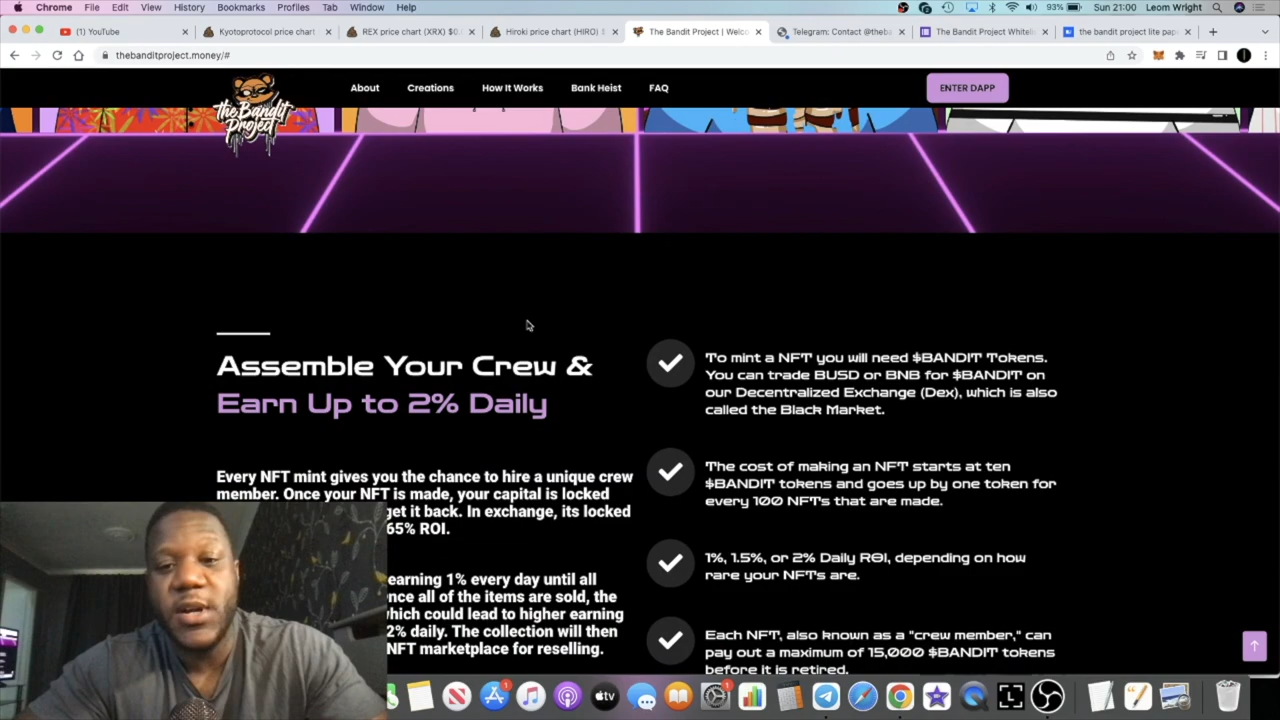 Chrome File Edit View History Bookmarks Profiles Tab Window Help 93% Sun 21:00 Leom Wright
(1) YouTube
Kyotoprotocol price chart
REX price chart (XRX) $0.
Hiroki price chart (HIRO)
The Bandit Project | Welco
Telegram: Contact @theba
The Bandit Project Whiteli
the bandit project lite pap
thebanditproject.money/#
the Bandit Project
About Creations How It Works Bank Heist FAQ ENTER DAPP
Assemble Your Crew &
Earn Up to 2% Daily
Every NFT mint gives you the chance to hire a unique crew
member. Once your NFT is made, your capital is locked
get it back. In exchange, its locked
65% ROI.
earning 1% every day until all
nce all of the items are sold, the
which could lead to higher earning
2% daily. The collection will then
NFT marketplace for reselling.
To mint a NFT you will need $BANDIT Tokens.
You can trade BUSD or BNB for $BANDIT on
our Decentralized Exchange (Dex), which is also
called the Black Market.
The cost of making an NFT starts at ten
$BANDIT tokens and goes up by one token for
every 100 NFTs that are made.
1%, 1.5%, or 2% Daily ROI, depending on how
rare your NFTs are.
Each NFT, also known as a "crew member," can
pay out a maximum of 15,000 $BANDIT tokens
before it is retired.
tv